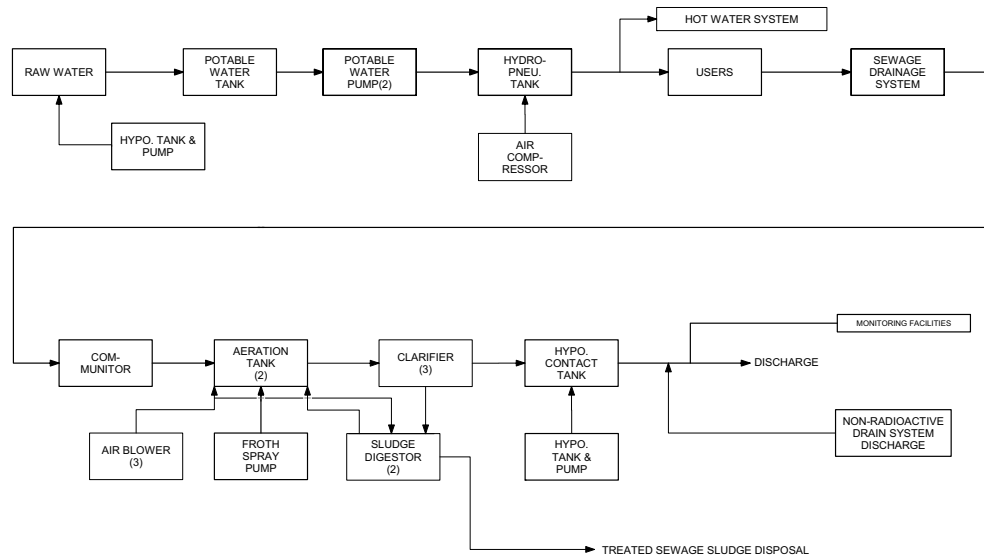 HOT WATER SYSTEM
RAW WATER
POTABLE
WATER
TANK
POTABLE
WATER
PUMP(2)
HYDRO-
PNEU.
TANK
USERS
SEWAGE
DRAINAGE
SYSTEM
HYPO. TANK &
PUMP
AIR
COMP-
RESSOR
MONITORING FACILITIES
COM-
MUNITOR
AERATION
TANK
(2)
CLARIFIER
(3)
HYPO.
CONTACT
TANK
DISCHARGE
AIR BLOWER
(3)
FROTH
SPRAY
PUMP
SLUDGE
DIGESTOR
(2)
HYPO.
TANK &
PUMP
NON-RADIOACTIVE
DRAIN SYSTEM
DISCHARGE
TREATED SEWAGE SLUDGE DISPOSAL